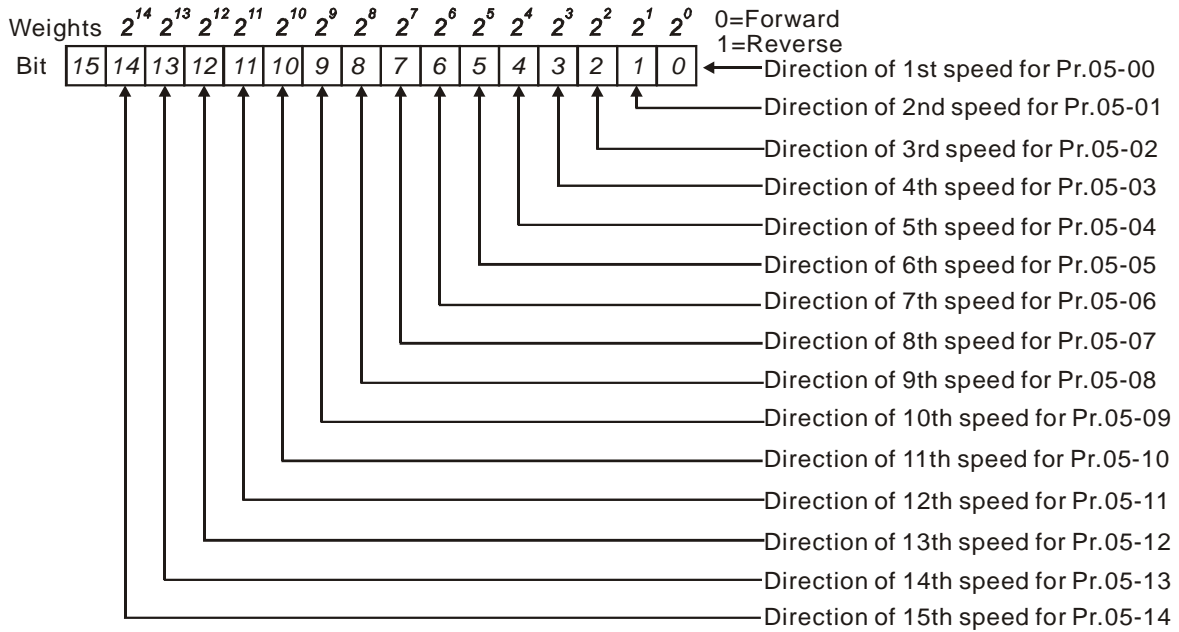 Weights 2^14 2^13 2^12 2^11 2^10 2^9 2^8 2^7 2^6 2^5 2^4 2^3 2^2 2^1 2^0 0=Forward
1=Reverse
Bit 15 14 13 12 11 10 9 8 7 6 5 4 3 2 1 0 Direction of 1st speed for Pr.05-00
Direction of 2nd speed for Pr.05-01
Direction of 3rd speed for Pr.05-02
Direction of 4th speed for Pr.05-03
Direction of 5th speed for Pr.05-04
Direction of 6th speed for Pr.05-05
Direction of 7th speed for Pr.05-06
Direction of 8th speed for Pr.05-07
Direction of 9th speed for Pr.05-08
Direction of 10th speed for Pr.05-09
Direction of 11th speed for Pr.05-10
Direction of 12th speed for Pr.05-11
Direction of 13th speed for Pr.05-12
Direction of 14th speed for Pr.05-13
Direction of 15th speed for Pr.05-14